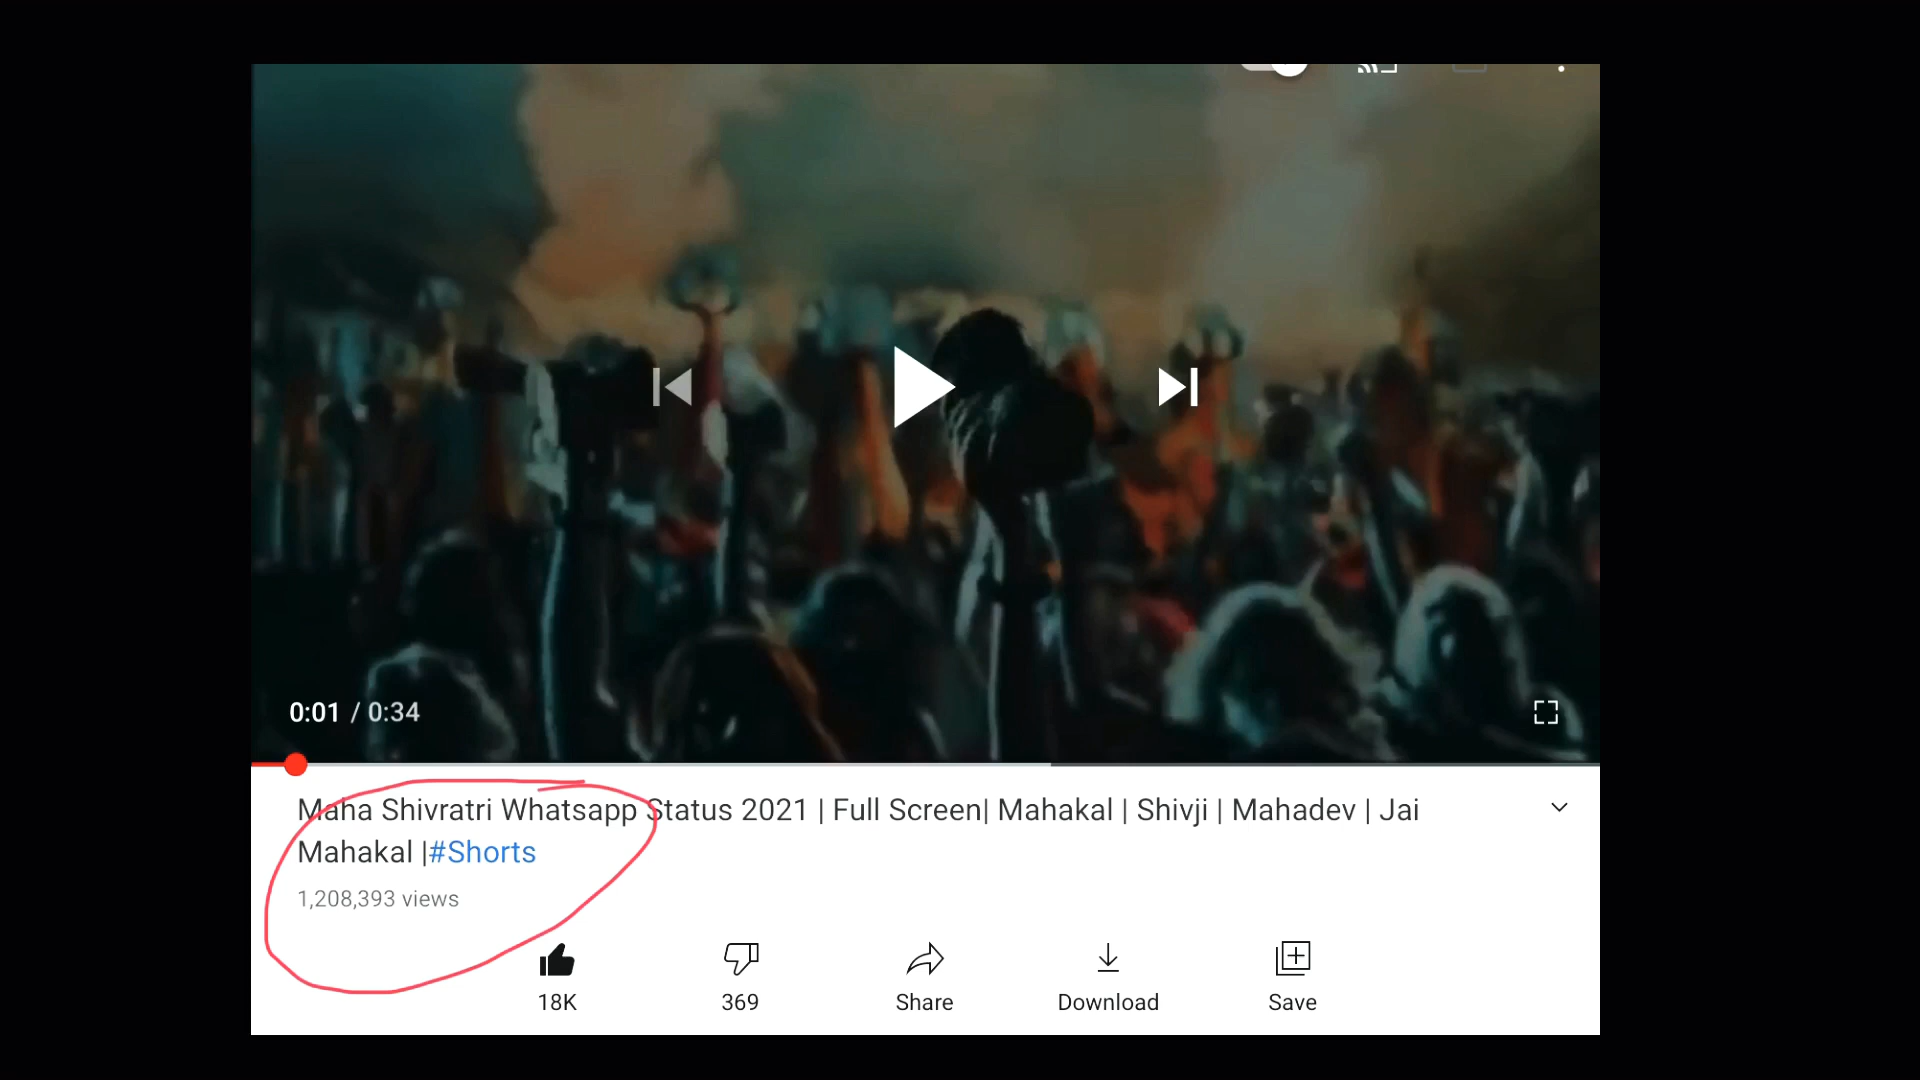 0:01 / 0:34
Maha Shivratri Whatsapp Status 2021 | Full Screen| Mahakal | Shivji | Mahadev | Jai
Mahakal |#Shorts
1,208,393 views
18K
369
Share
Download
Save